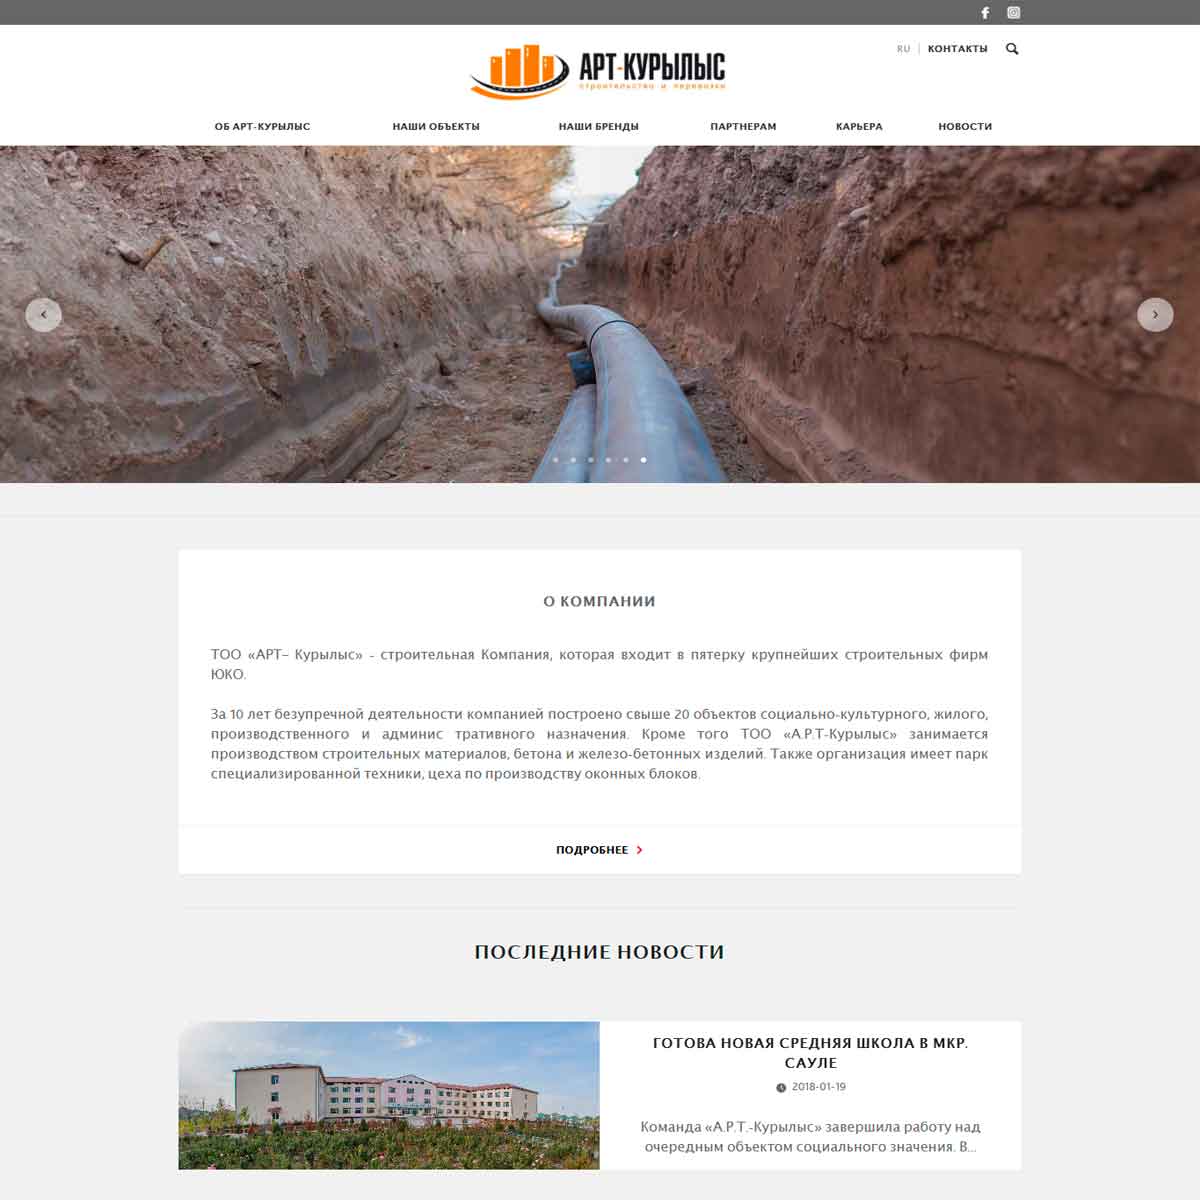 RU
КОНТАКТЫ
АРТ-КУРЫЛЫС
строительство и перевозки
ОБ АРТ-КУРЫЛЫС
НАШИ ОБЪЕКТЫ
НАШИ БРЕНДЫ
ПАРТНЕРАМ
КАРЬЕРА
НОВОСТИ
О КОМПАНИИ
ТОО «АРТ– Курылыс» - строительная Компания, которая входит в пятерку крупнейших строительных фирм
ЮКО.
За 10 лет безупречной деятельности компанией построено свыше 20 объектов социально-культурного, жилого,
производственного и админис тративного назначения. Кроме того ТОО «А.Р.Т-Курылыс» занимается
производством строительных материалов, бетона и железо-бетонных изделий. Также организация имеет парк
специализированной техники, цеха по производству оконных блоков.
ПОДРОБНЕЕ
ПОСЛЕДНИЕ НОВОСТИ
ГОТОВА НОВАЯ СРЕДНЯЯ ШКОЛА В МКР.
САУЛЕ
2018-01-19
Команда «А.Р.Т.-Курылыс» завершила работу над
очередным объектом социального значения. В...